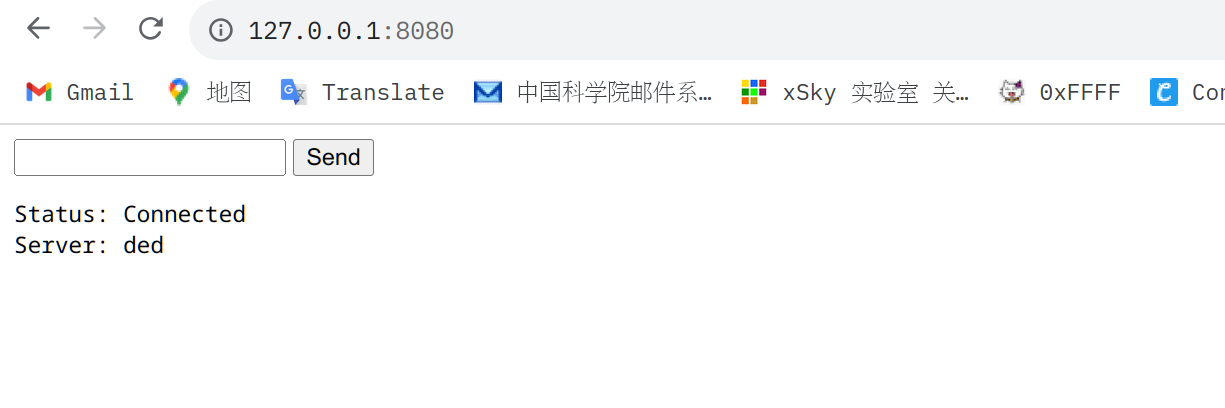 127.0.0.1:8080
Gmail 地图 Translate 中国科学院邮件系… xSky 实验室 关… 0xFFFF
Send
Status: Connected
Server: ded